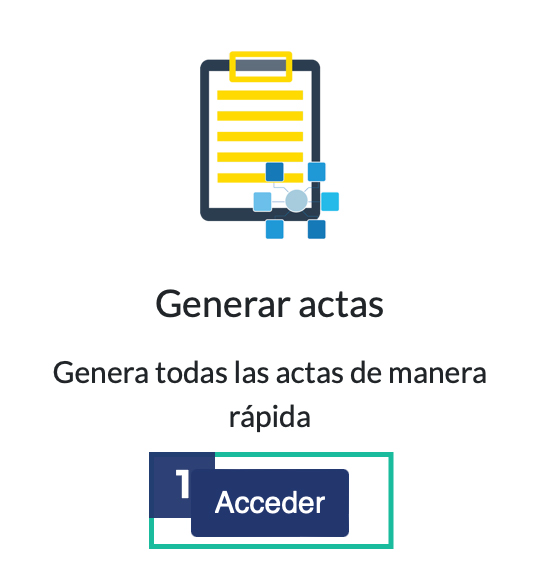 Generar actas
Genera todas las actas de manera
rápida
1
Acceder